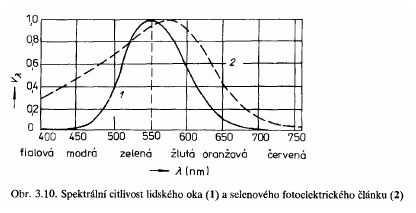 1,0
0,8
0,6
0,4
0,2
0
Vλ
1
2
400 450 500 550 600 650 700 750
fialová modrá zelená žlutá oranžová červená
λ (nm)
Obr. 3.10. Spektrální citlivost lidského oka (1) a selenového fotoelektrického článku (2)